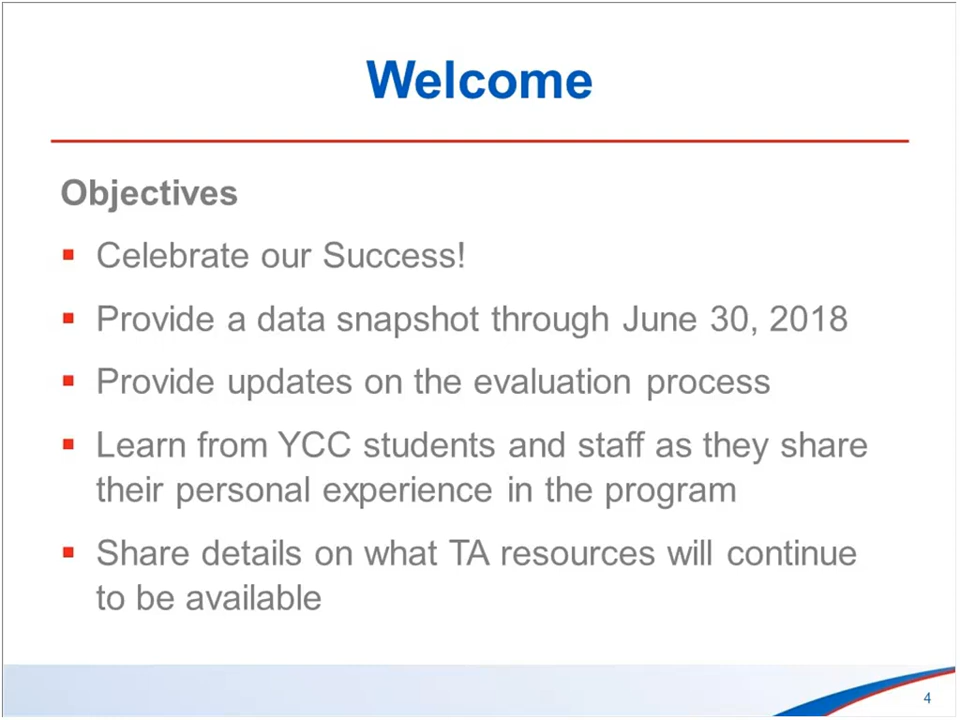 Welcome
Objectives
▪ Celebrate our Success!
▪ Provide a data snapshot through June 30, 2018
▪ Provide updates on the evaluation process
▪ Learn from YCC students and staff as they share
their personal experience in the program
▪ Share details on what TA resources will continue
to be available
4